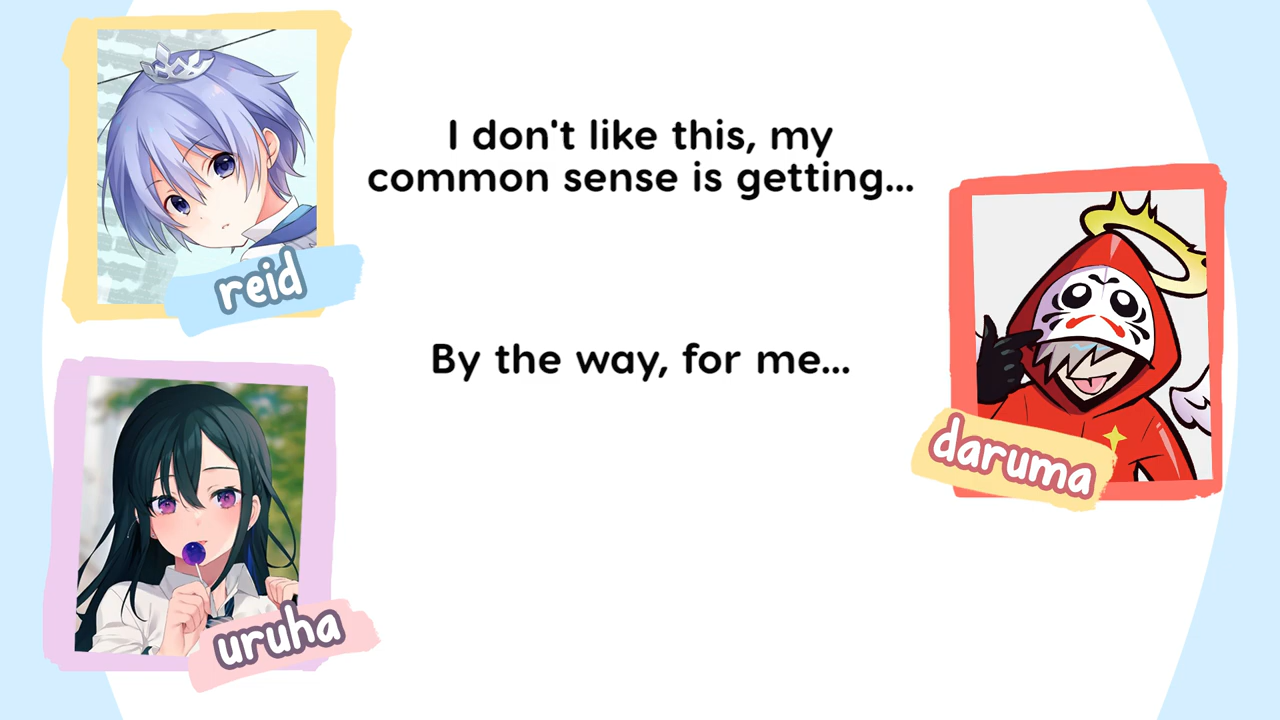 reid
I don't like this, my
common sense is getting...
daruma
By the way, for me...
uruha